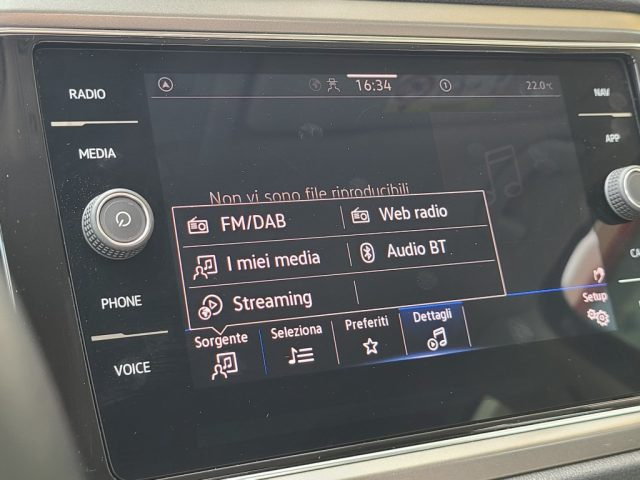 RADIO
MEDIA
PHONE
VOICE
16:34
1
22.0°C
NAV
APP
Non vi sono file riproducibili
FM/DAB
Web radio
I miei media
Audio BT
Streaming
Sorgente
Seleziona
Preferiti
Dettagli
Setup